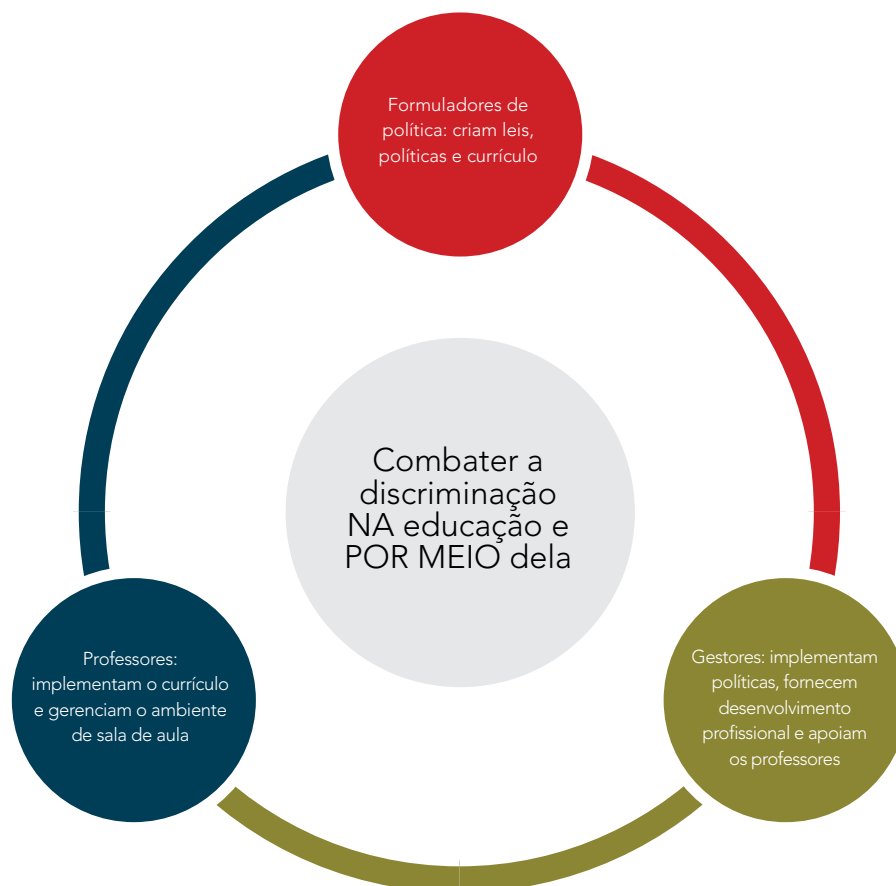 Formuladores de
política: criam leis,
políticas e currículo
Combater a
discriminação
NA educação e
POR MEIO dela
Professores:
implementam o currículo
e gerenciam o ambiente
de sala de aula
Gestores: implementam
políticas, fornecem
desenvolvimento
profissional e apoiam
os professores